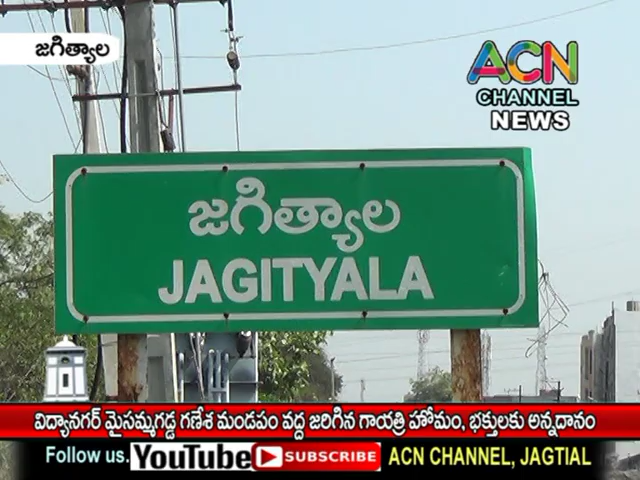 జగిత్యాల
ACN
CHANNEL
NEWS
జగిత్యాల
JAGITYALA
విద్యానగర్ మైసమ్మగడ్డ గణేశ మండపం వద్ద జరిగిన గాయత్రి హోమం, భక్తులకు అన్నదానం
Follow us. YouTube SUBSCRIBE ACN CHANNEL, JAGTIAL